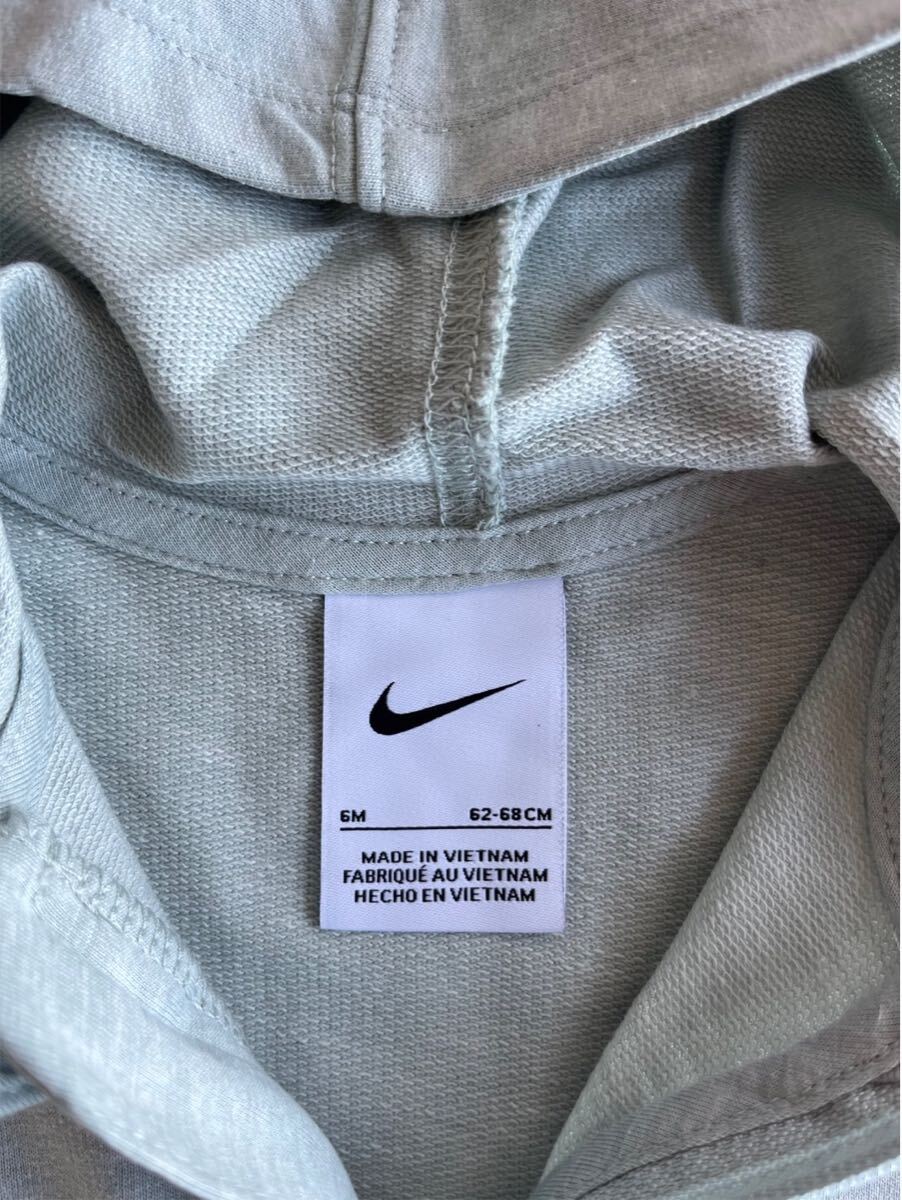 6M 62-68CM
MADE IN VIETNAM
FABRIQUÉ AU VIETNAM
HECHO EN VIETNAM